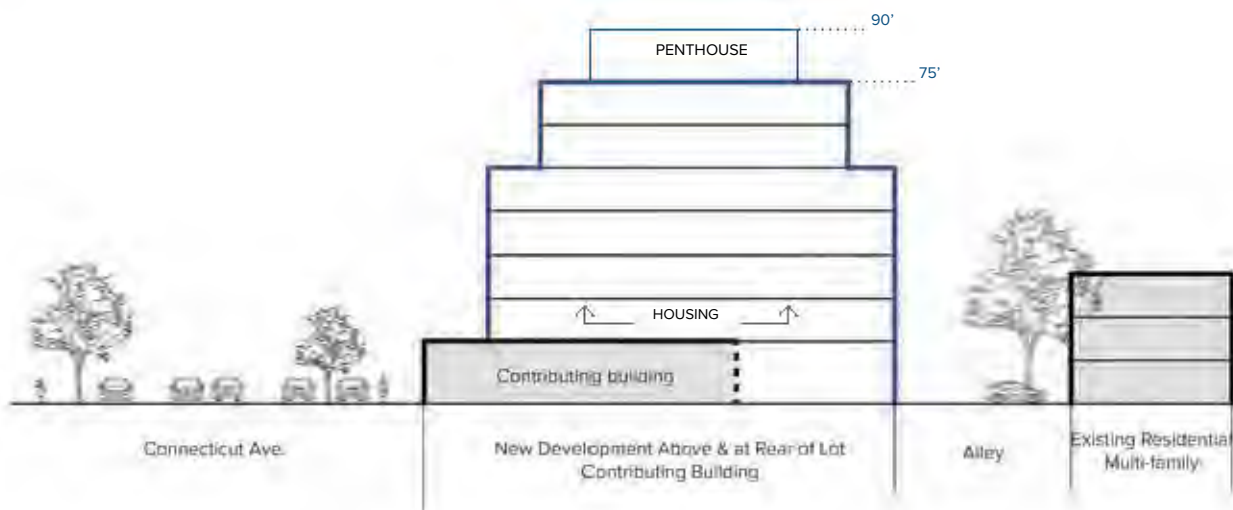 90’
PENTHOUSE
75’
HOUSING
Contributing building
Connecticut Ave.
New Development Above & at Rear of Lot
Contributing Building
Alley
Existing Residential
Multi-family